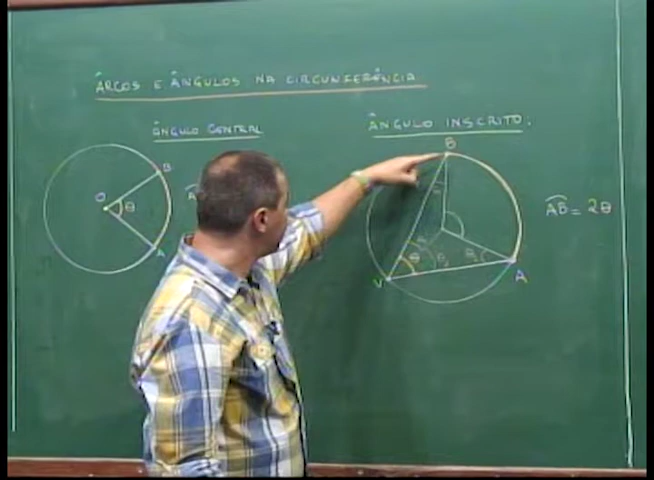 ARCOS E ÂNGULOS NA CIRCUNFERÊNCIA
ÂNGULO CENTRAL
ÂNGULO INSCRITO.
B
O
θ
B
A
AB = 2θ
θ
V
A